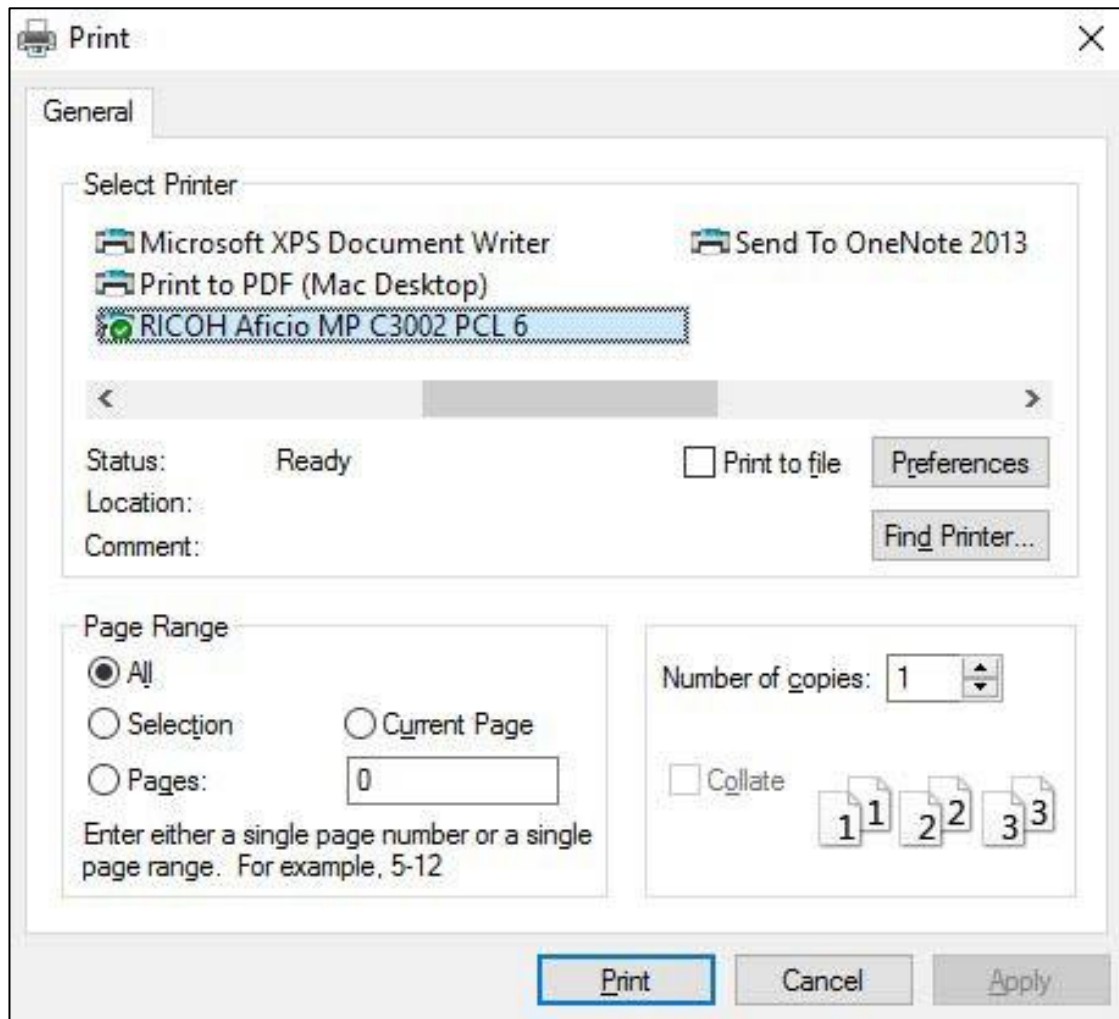 Print
General
Select Printer
Microsoft XPS Document Writer Send To OneNote 2013
Print to PDF (Mac Desktop)
RICOH Aficio MP C3002 PCL 6
Status: Ready Print to file Preferences
Location:
Comment: Find Printer...
Page Range
All Number of copies: 1
Selection Current Page
Pages: 0 Collate 1 1 2 2 3 3
Enter either a single page number or a single
page range. For example, 5-12
Print Cancel Apply